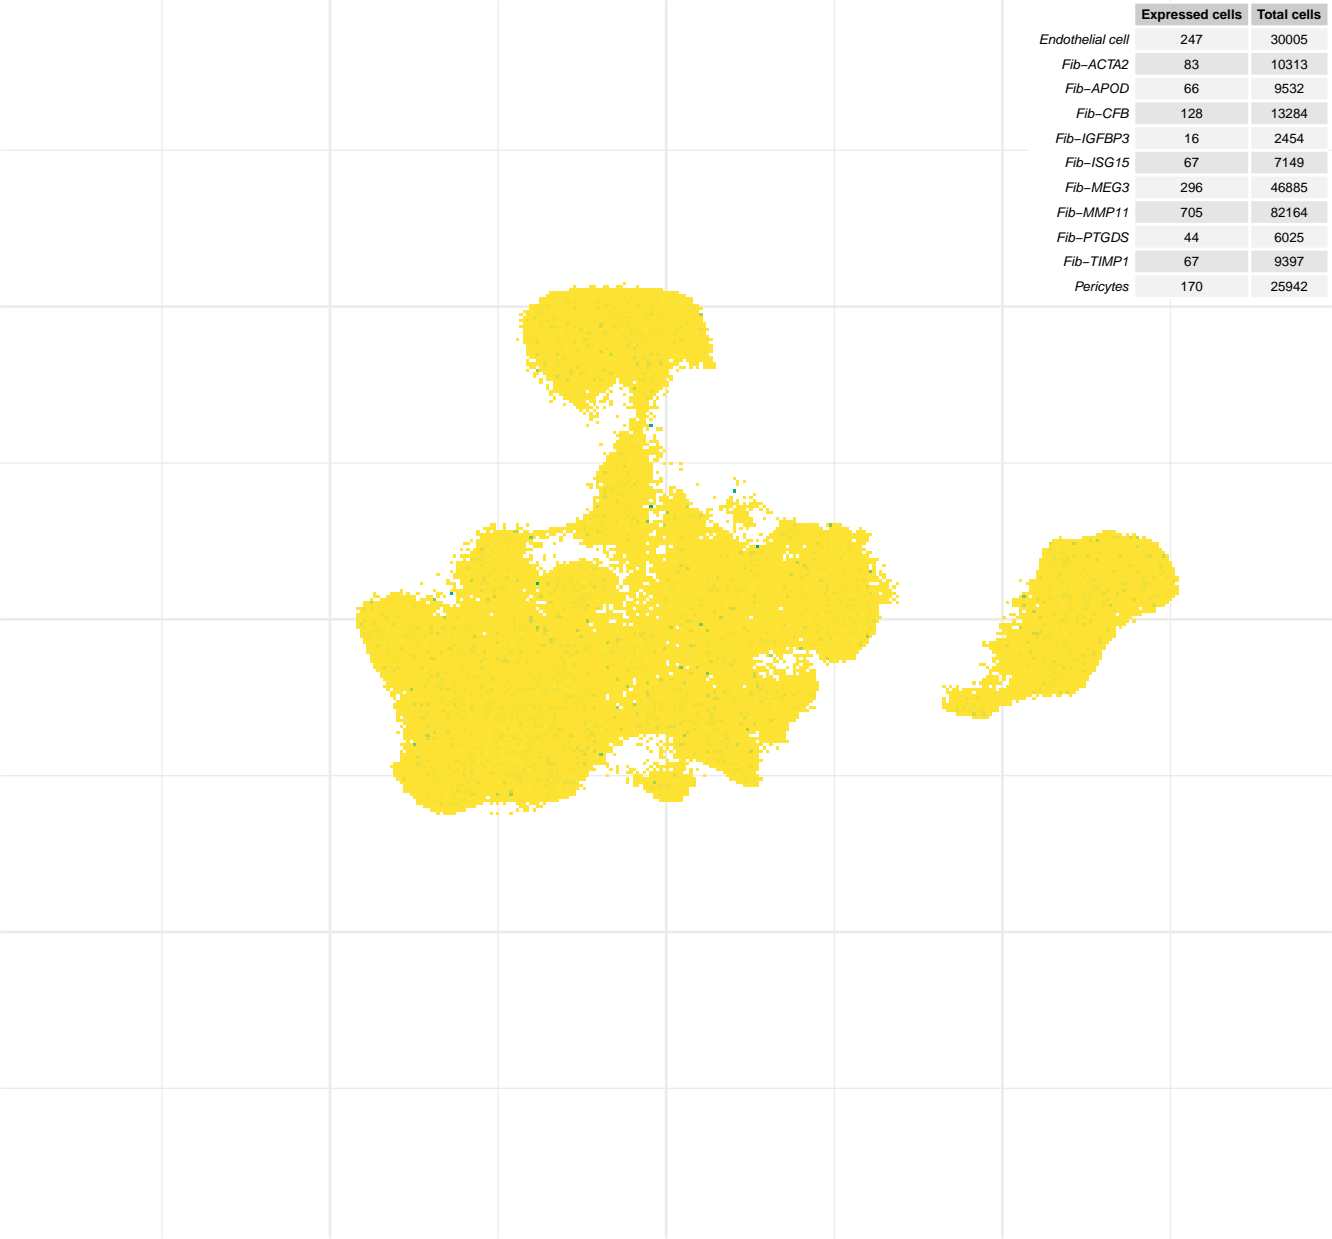 Expressed cells Total cells
Endothelial cell 247 30005
Fib−ACTA2 83 10313
Fib−APOD 66 9532
Fib−CFB 128 13284
Fib−IGFBP3 16 2454
Fib−ISG15 67 7149
Fib−MEG3 296 46885
Fib−MMP11 705 82164
Fib−PTGDS 44 6025
Fib−TIMP1 67 9397
Pericytes 170 25942